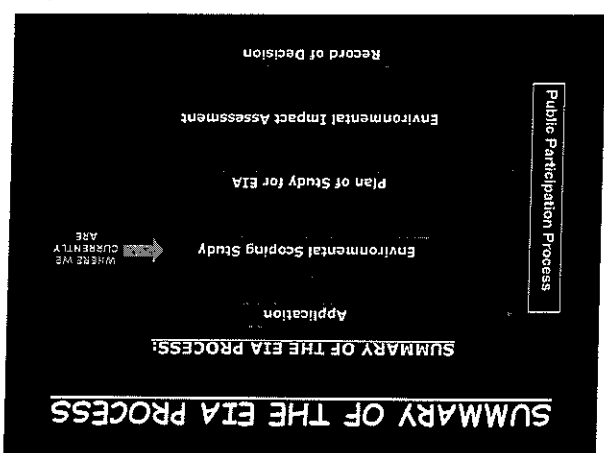 SUMMARY OF THE EIA PROCESS
SUMMARY OF THE EIA PROCESS:
Application
Environmental Scoping Study
WHERE WE
CURRENTLY
ARE
Plan of Study for EIA
Environmental Impact Assessment
Record of Decision
Public Participation Process